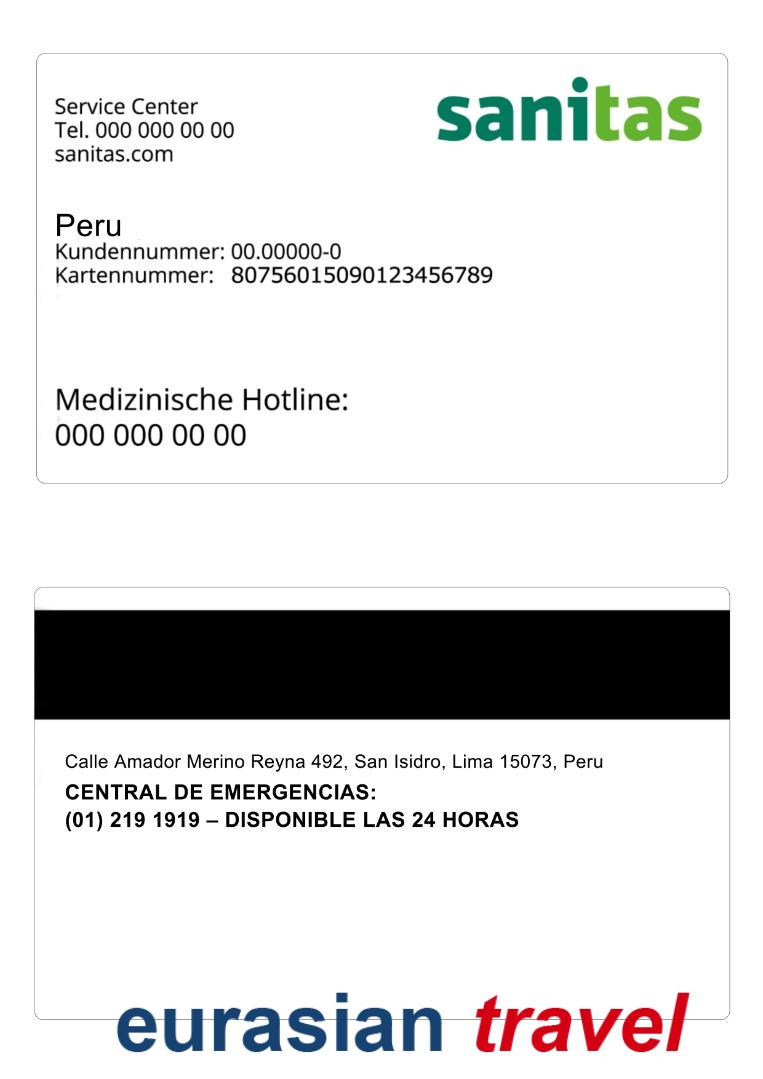 Service Center
Tel. 000 000 00 00
sanitas.com
sanitas
Peru
Kundennummer: 00.00000-0
Kartennummer: 80756015090123456789
Medizinische Hotline:
000 000 00 00
Calle Amador Merino Reyna 492, San Isidro, Lima 15073, Peru
CENTRAL DE EMERGENCIAS:
(01) 219 1919 – DISPONIBLE LAS 24 HORAS
eurasian travel